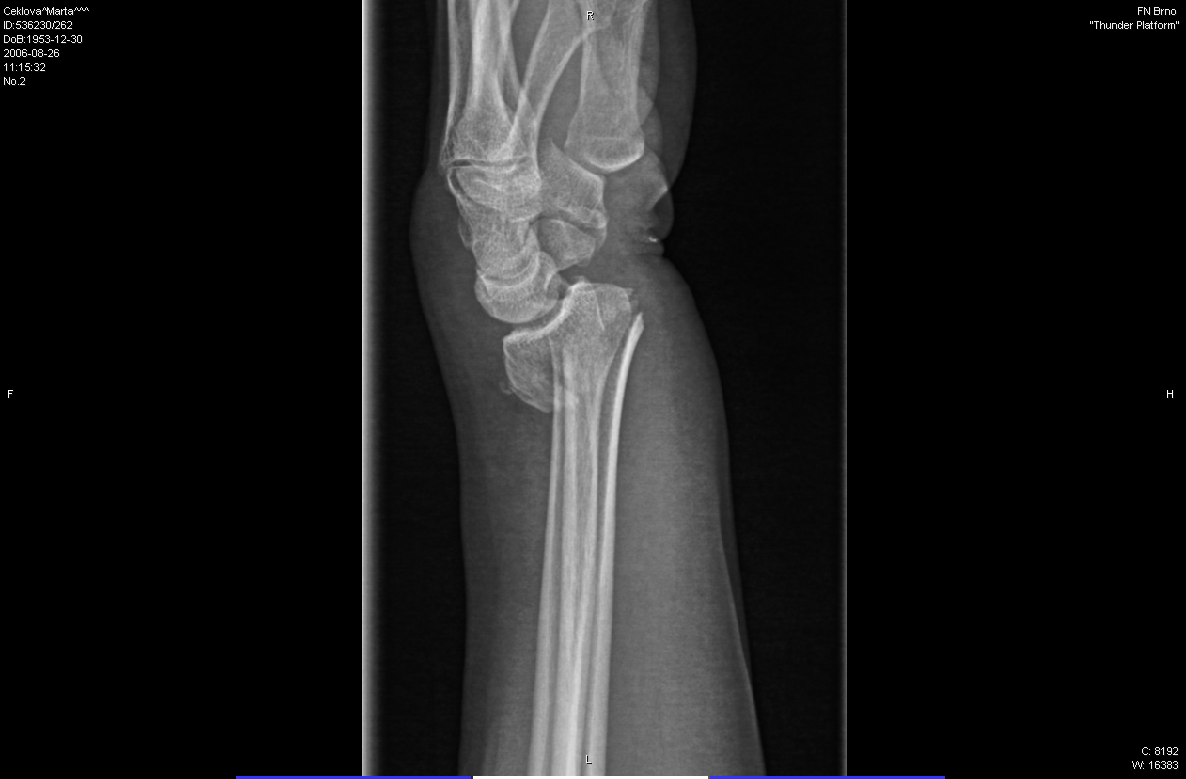 Ceklova^Marta^^^
ID:536230/262
DoB:1953-12-30
2006-08-26
11:15:32
No.2
FN Brno
"Thunder Platform"
R
F
H
L
C: 8192
W: 16383